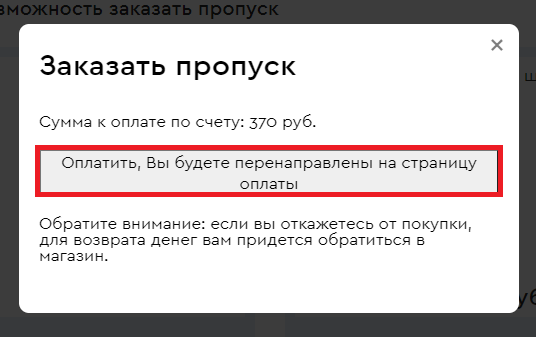 зможность заказать пропуск
Заказать пропуск
Сумма к оплате по счету: 370 руб.
Оплатить, Вы будете перенаправлены на страницу
оплаты
Обратите внимание: если вы откажетесь от покупки,
для возврата денег вам придется обратиться в
магазин.